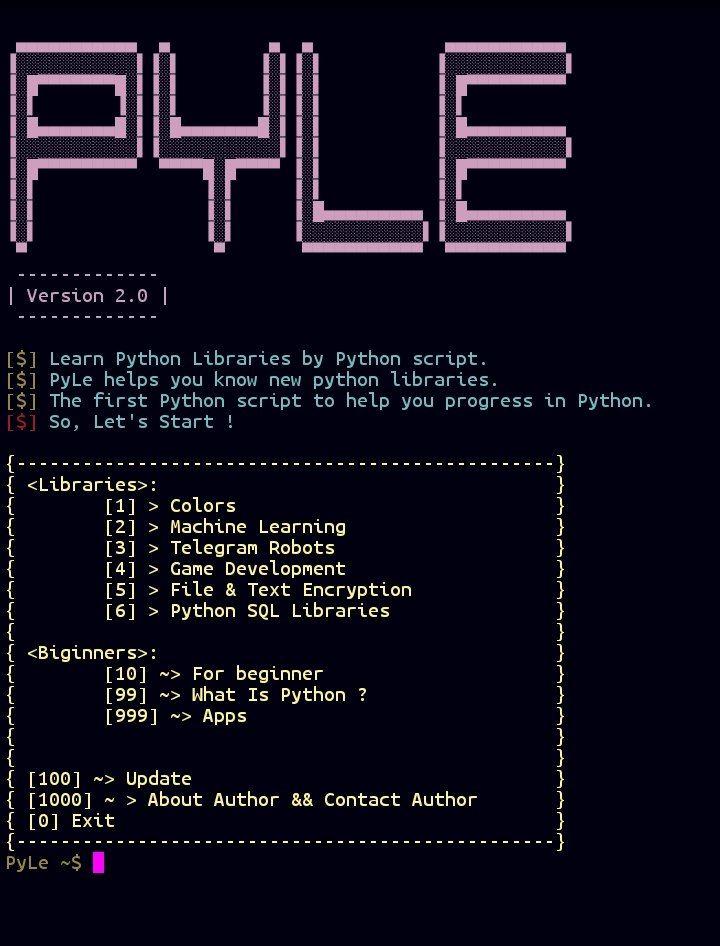 PYLE
-------------
| Version 2.0 |
-------------
[$] Learn Python Libraries by Python script.
[$] PyLe helps you know new python libraries.
[$] The first Python script to help you progress in Python.
[$] So, Let's Start !
{-------------------------------------------------}
{ <Libraries>: }
{ [1] > Colors }
{ [2] > Machine Learning }
{ [3] > Telegram Robots }
{ [4] > Game Development }
{ [5] > File & Text Encryption }
{ [6] > Python SQL Libraries }
{ }
{ <Biginners>: }
{ [10] ~> For beginner }
{ [99] ~> What Is Python ? }
{ [999] ~> Apps }
{ }
{ }
{ [100] ~> Update }
{ [1000] ~ > About Author && Contact Author }
{ [0] Exit }
{-------------------------------------------------}
PyLe ~$